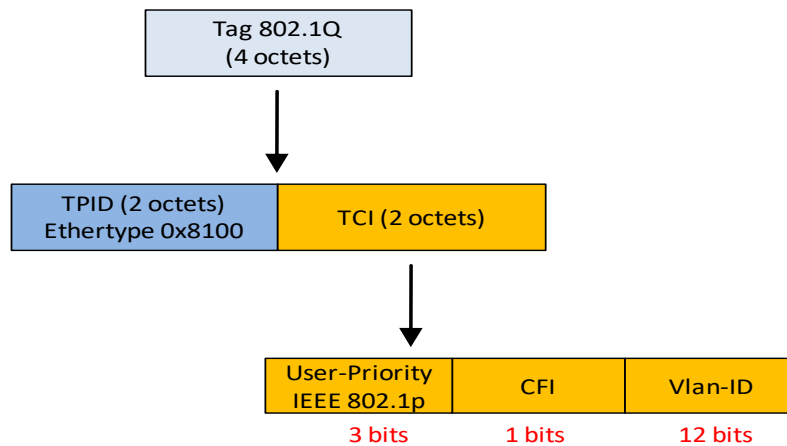 Tag 802.1Q
(4 octets)
TPID (2 octets)
Ethertype 0x8100
TCI (2 octets)
User-Priority
IEEE 802.1p
CFI
Vlan-ID
3 bits
1 bits
12 bits